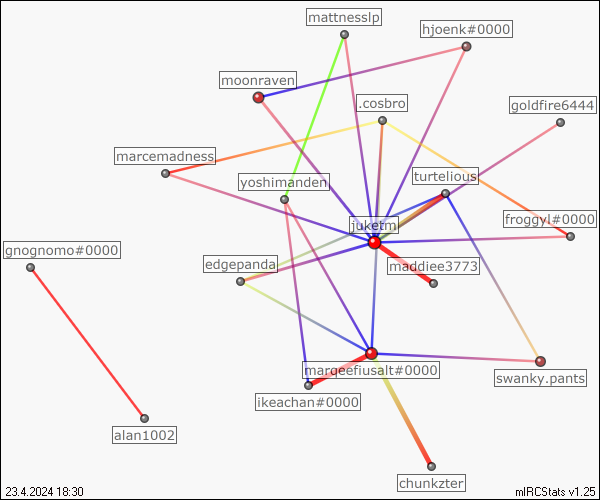 mattnesslp
hjoenk#0000
moonraven
.cosbro
goldfire6444
marcemadness
turtelious
yoshimanden
juketm
froggyl#0000
gnognomo#0000
edgepanda
maddiee3773
marqeefiusalt#0000
swanky.pants
ikeachan#0000
alan1002
chunkzter
23.4.2024 18:30
mIRCStats v1.25